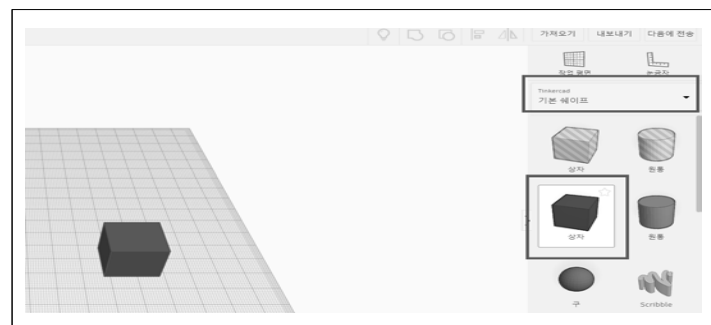 가져오기 내보내기 다음에 전송
작업 평면 눈금자
Tinkercad
기본 쉐이프
상자 원통
상자 원통
구 Scribble